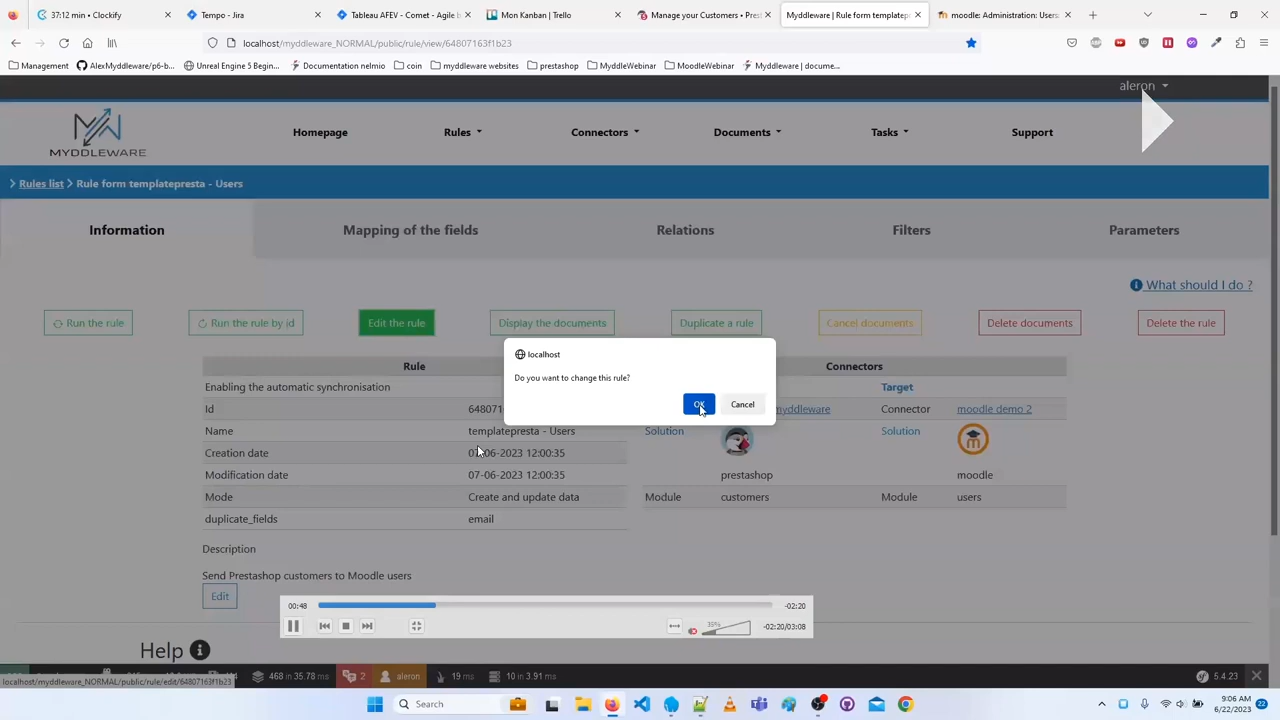 37:12 min • Clockify
Tempo - Jira
Tableau AFEV - Comet - Agile b
Mon Kanban | Trello
Manage your Customers • Prest
Myddleware | Rule form templatep
moodle: Administration: Users:
localhost/myddleware_NORMAL/public/rule/view/64807163f1b23
Management
AlexMyddleware/p6-b...
Unreal Engine 5 Begin...
Documentation nelmio
coin
myddleware websites
prestashop
MyddleWebinar
MoodleWebinar
Myddleware | docume...
aleron
MYDDLEWARE
Homepage
Rules
Connectors
Documents
Tasks
Support
Rules list > Rule form templatepresta - Users
Information
Mapping of the fields
Relations
Filters
Parameters
What should I do ?
Run the rule
Run the rule by id
Edit the rule
Display the documents
Duplicate a rule
Cancel documents
Delete documents
Delete the rule
localhost
Do you want to change this rule?
OK
Cancel
Rule
Enabling the automatic synchronisation
Id 64807
Name templatepresta - Users
Creation date 07-06-2023 12:00:35
Modification date 07-06-2023 12:00:35
Mode Create and update data
duplicate_fields email
Connectors
Target
myddleware
Connector moodle demo 2
Solution
Solution
prestashop
moodle
Module customers
Module users
Description
Send Prestashop customers to Moodle users
Edit
00:48
-02:20
35%
-02:20/03:08
Help
468 in 35.78 ms
2
aleron
19 ms
10 in 3.91 ms
5.4.23
localhost/myddleware_NORMAL/public/rule/edit/64807163f1b23
Search
9:06 AM
6/22/2023
22